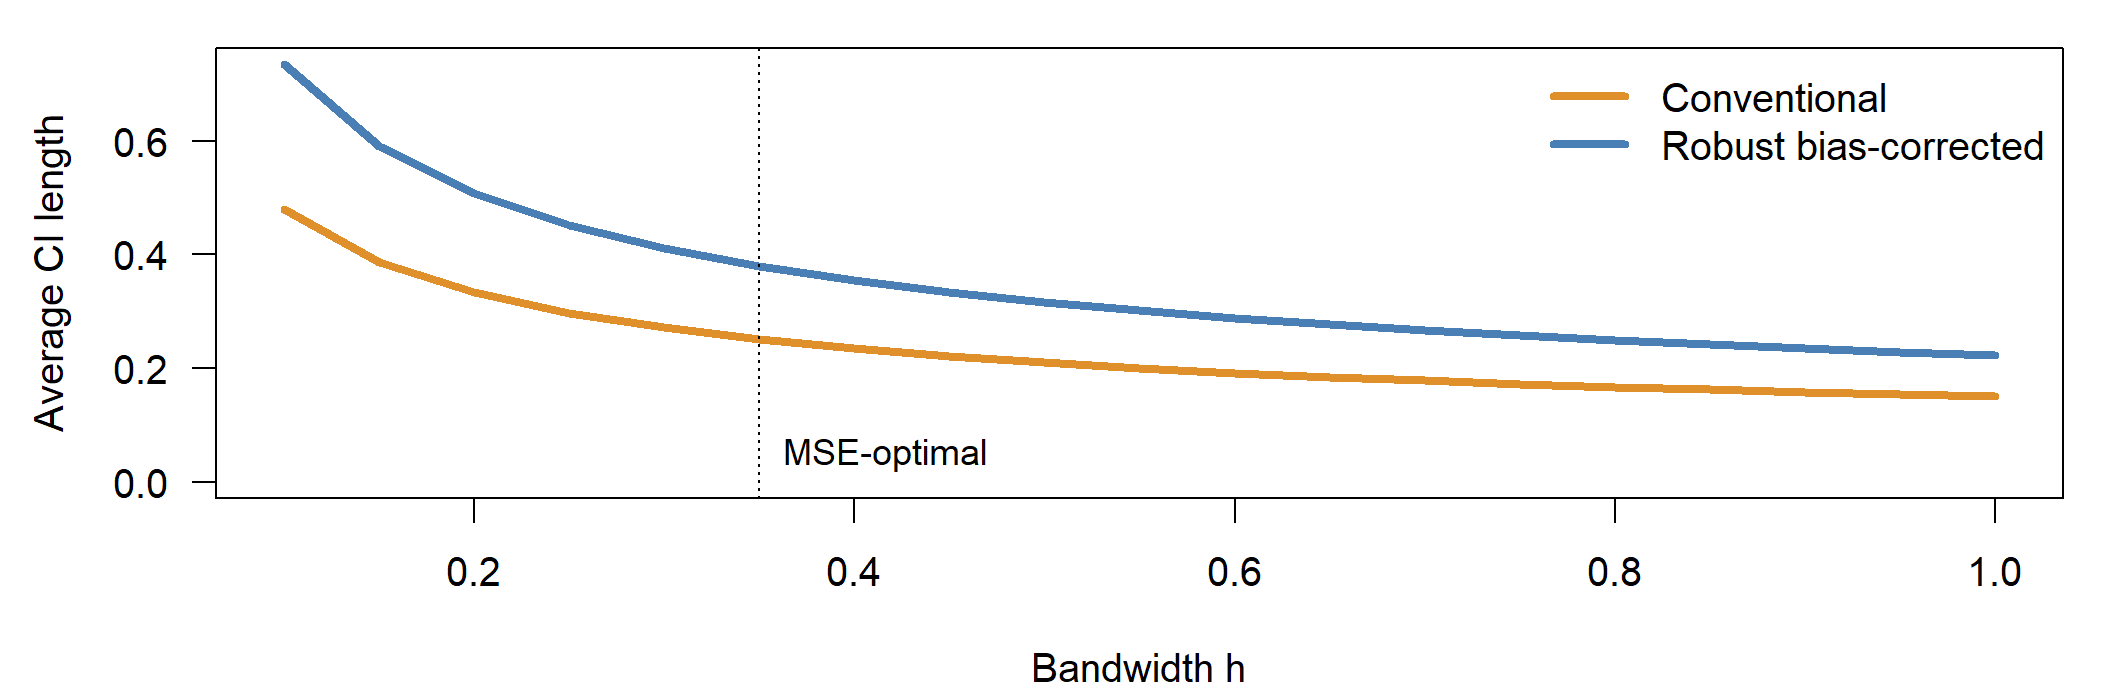 Average CI length
0.6
0.4
0.2
0.0
Conventional
Robust bias-corrected
MSE-optimal
0.2 0.4 0.6 0.8 1.0
Bandwidth h